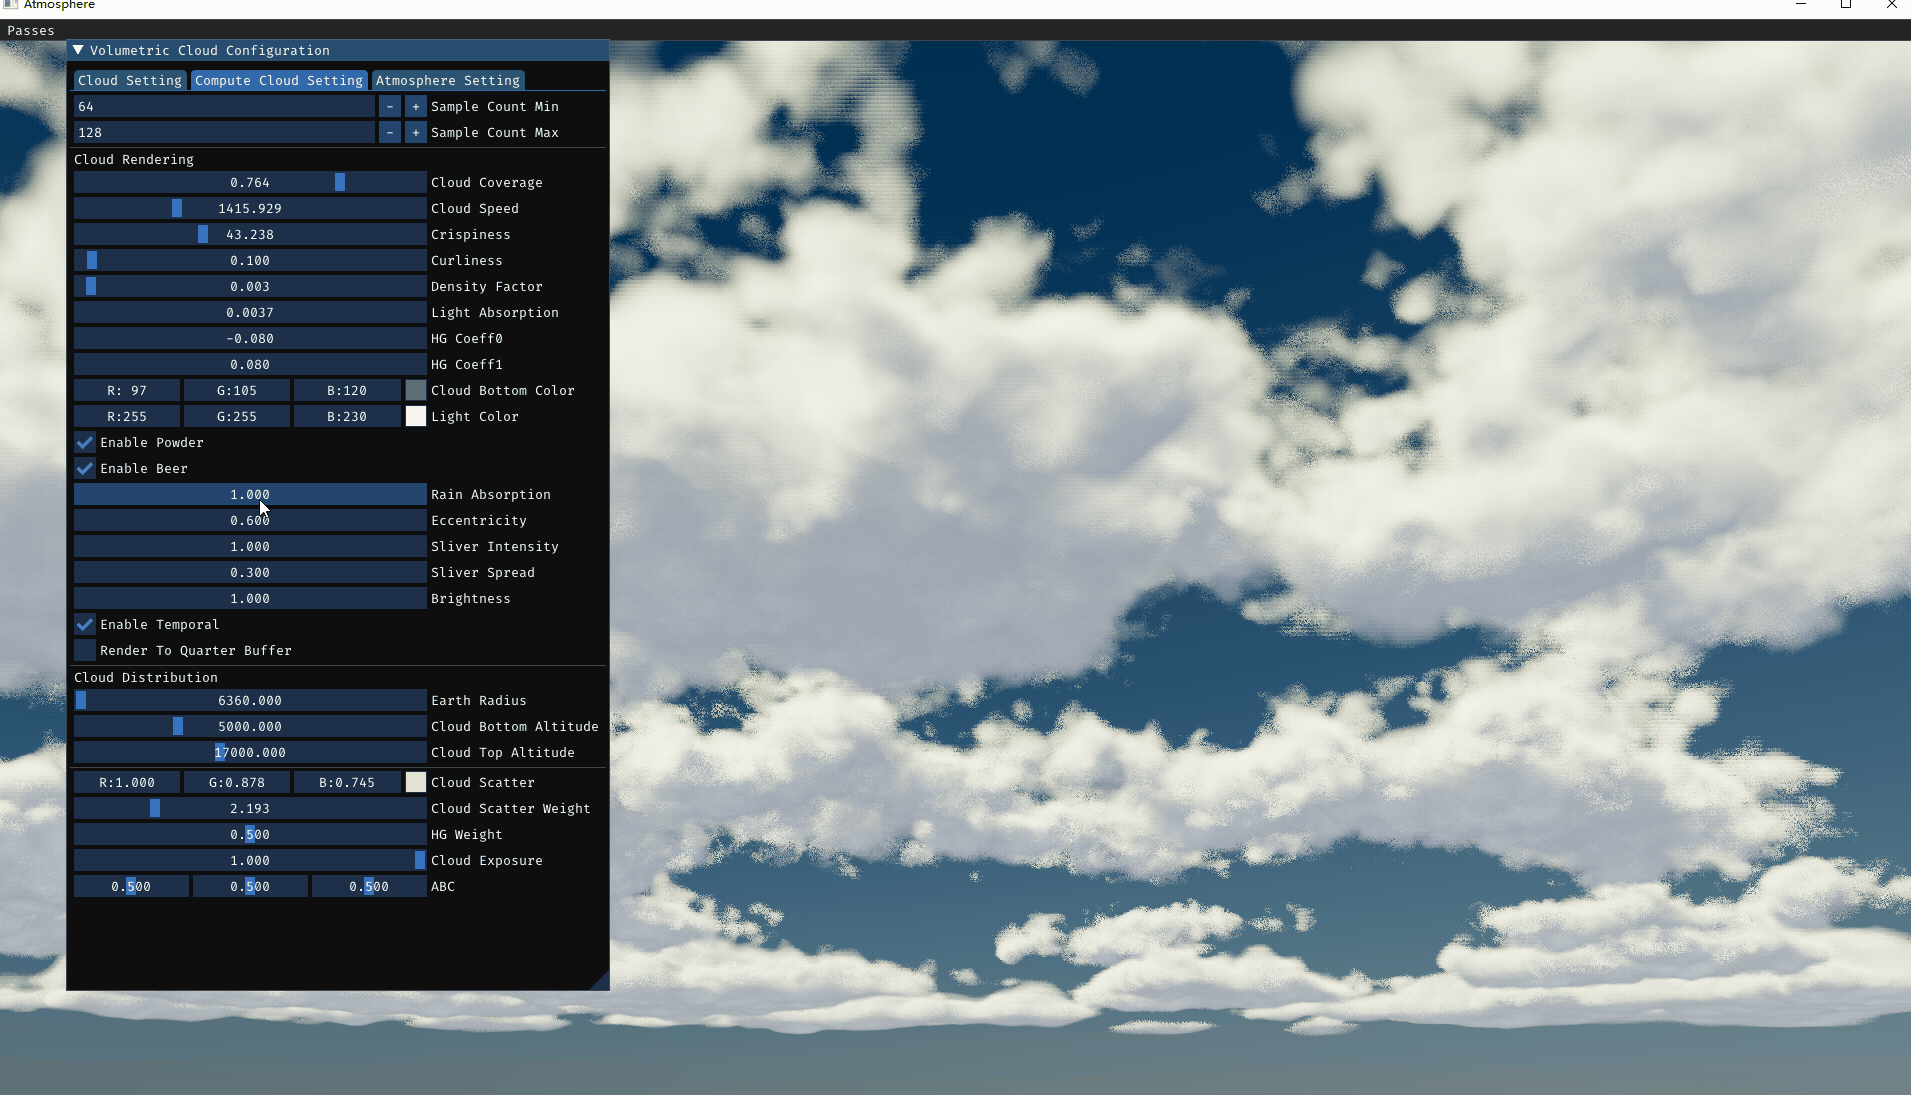 Atmosphere
Passes
Volumetric Cloud Configuration
Cloud Setting Compute Cloud Setting Atmosphere Setting
64 - + Sample Count Min
128 - + Sample Count Max
Cloud Rendering
0.764 Cloud Coverage
1415.929 Cloud Speed
43.238 Crispiness
0.100 Curliness
0.003 Density Factor
0.0037 Light Absorption
-0.080 HG Coeff0
0.080 HG Coeff1
R: 97 G:105 B:120 Cloud Bottom Color
R:255 G:255 B:230 Light Color
Enable Powder
Enable Beer
1.000 Rain Absorption
0.600 Eccentricity
1.000 Sliver Intensity
0.300 Sliver Spread
1.000 Brightness
Enable Temporal
Render To Quarter Buffer
Cloud Distribution
6360.000 Earth Radius
5000.000 Cloud Bottom Altitude
17000.000 Cloud Top Altitude
R:1.000 G:0.878 B:0.745 Cloud Scatter
2.193 Cloud Scatter Weight
0.500 HG Weight
1.000 Cloud Exposure
0.500 0.500 0.500 ABC